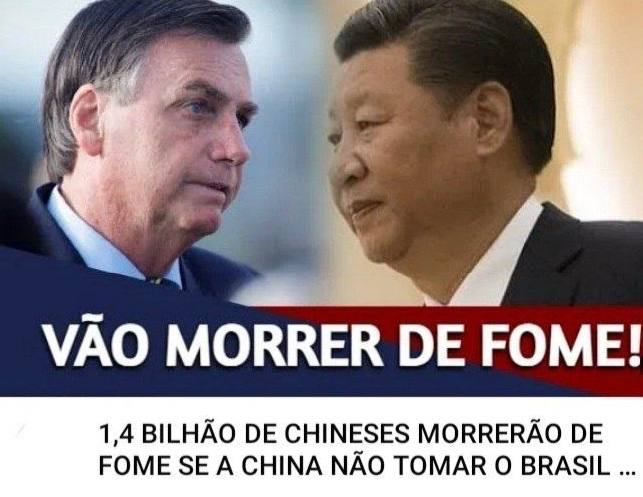 VÃO MORRER DE FOME!
1,4 BILHÃO DE CHINESES MORRERÃO DE
FOME SE A CHINA NÃO TOMAR O BRASIL ...